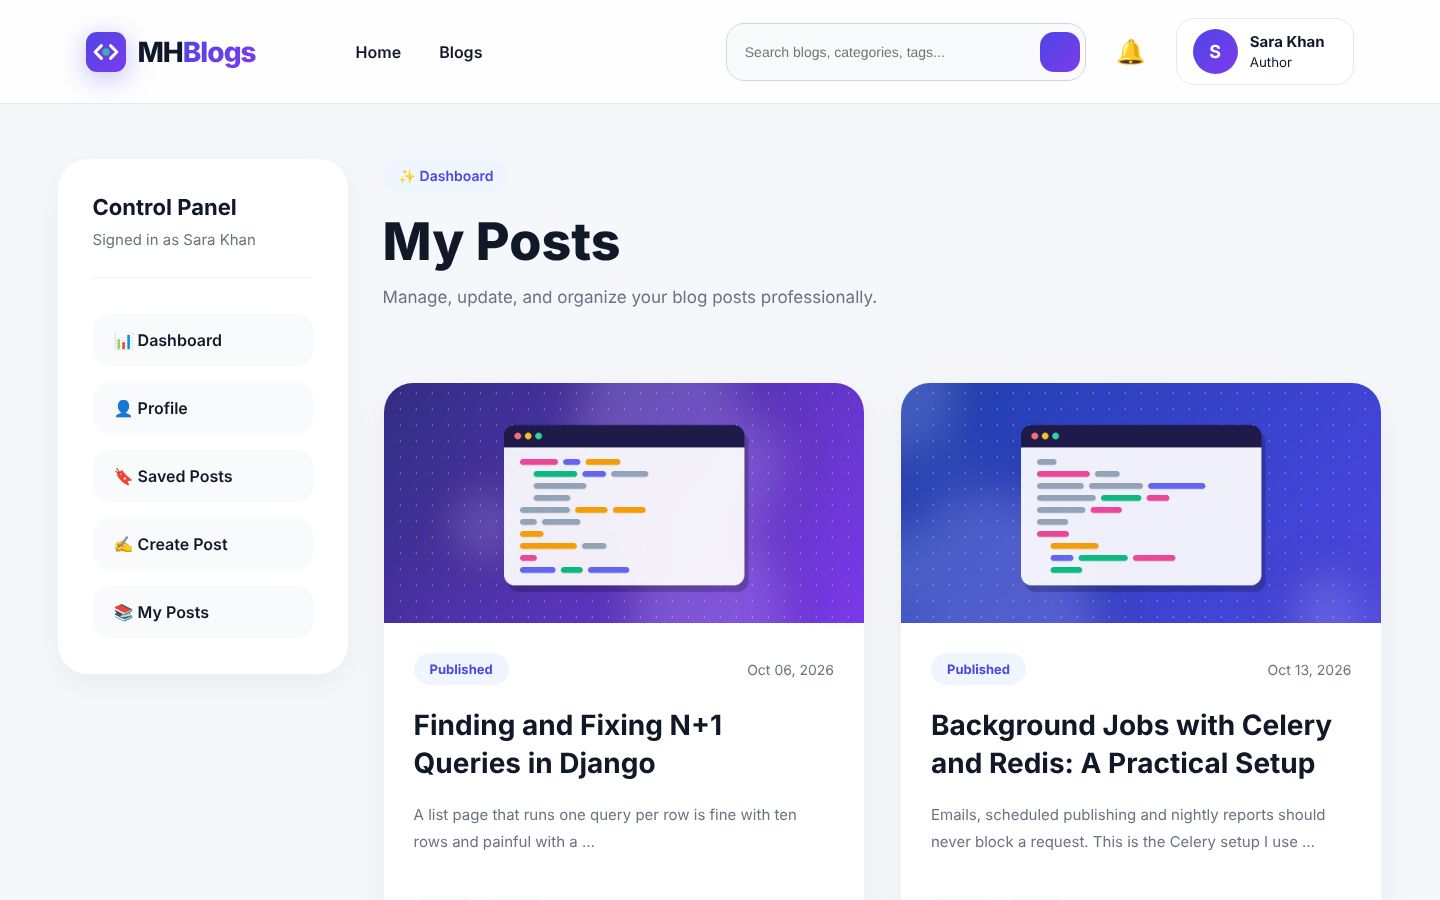 MHBlogs
Home
Blogs
Search blogs, categories, tags...
S
Sara Khan
Author
Control Panel
Signed in as Sara Khan
Dashboard
Profile
Saved Posts
Create Post
My Posts
Dashboard
My Posts
Manage, update, and organize your blog posts professionally.
Published
Oct 06, 2026
Finding and Fixing N+1
Queries in Django
A list page that runs one query per row is fine with ten
rows and painful with a ...
Published
Oct 13, 2026
Background Jobs with Celery
and Redis: A Practical Setup
Emails, scheduled publishing and nightly reports should
never block a request. This is the Celery setup I use ...